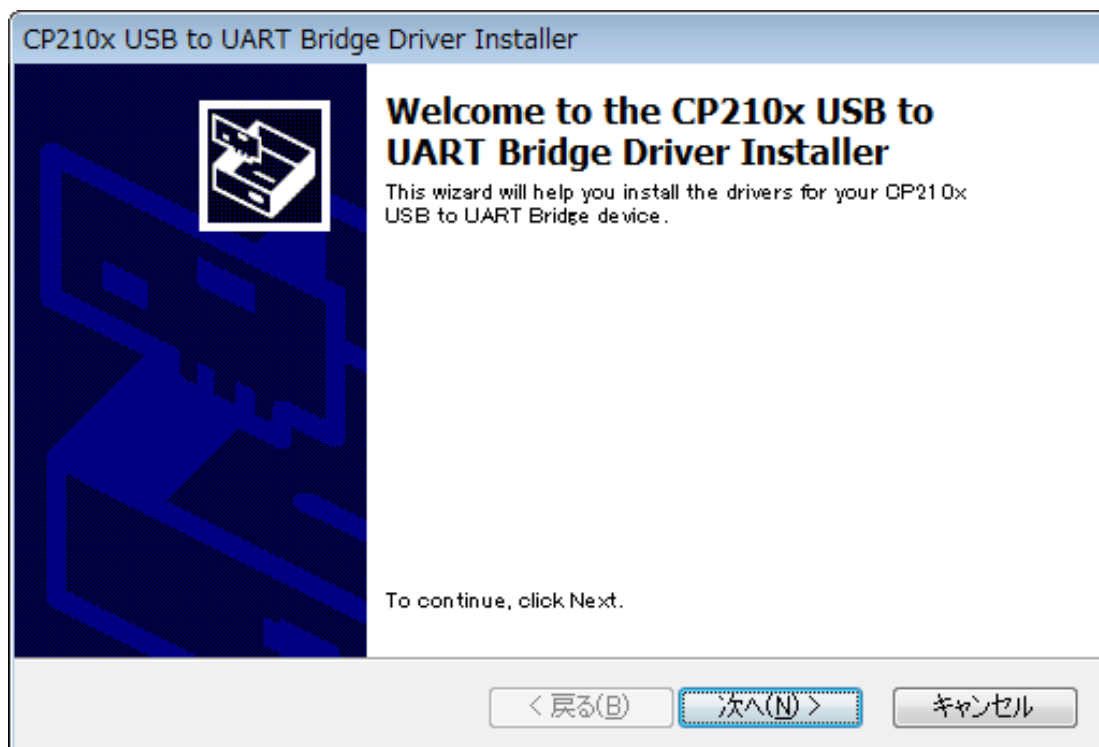 CP210x USB to UART Bridge Driver Installer
Welcome to the CP210x USB to
UART Bridge Driver Installer
This wizard will help you install the drivers for your CP210x
USB to UART Bridge device.
To continue, click Next.
< 戻る(B) 次へ(N) > キャンセル